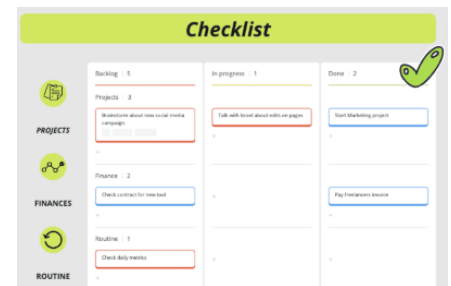 Checklist
Backlog 5
In progress 1
Done 2
Projects 3
PROJECTS
Brainstorm about new social media
campaign
Talk with Israel about edits on pages
Start Marketing project
Finance 2
FINANCES
Check contract for new tool
Pay freelancers invoice
Routine 1
Check daily metrics
ROUTINE